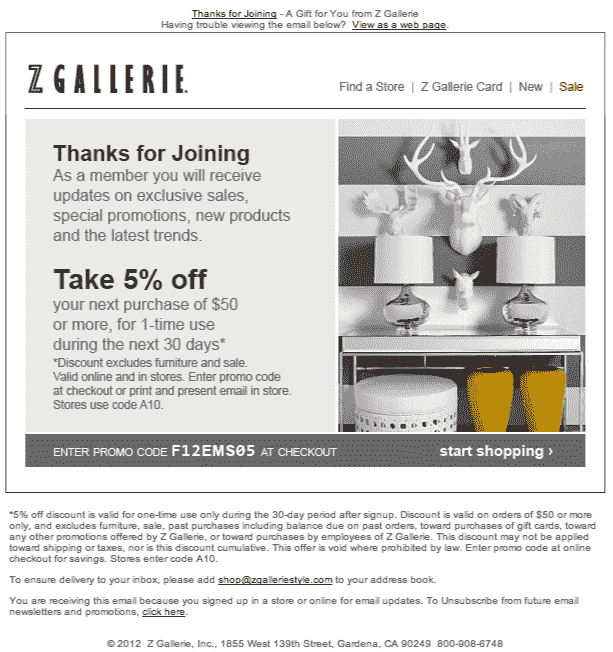 Thanks for Joining - A Gift for You from Z Gallerie
Having trouble viewing the email below? View as a web page.
Z GALLERIE.
Find a Store | Z Gallerie Card | New | Sale
Thanks for Joining
As a member you will receive
updates on exclusive sales,
special promotions, new products
and the latest trends.
Take 5% off
your next purchase of $50
or more, for 1-time use
during the next 30 days*
*Discount excludes furniture and sale.
Valid online and in stores. Enter promo code
at checkout or print and present email in store.
Stores use code A10.
ENTER PROMO CODE F12EMS05 AT CHECKOUT
start shopping ›
*5% off discount is valid for one-time use only during the 30-day period after signup. Discount is valid on orders of $50 or more
only, and excludes furniture, sale, past purchases including balance due on past orders, toward purchases of gift cards, toward
any other promotions offered by Z Gallerie, or toward purchases by employees of Z Gallerie. This discount may not be applied
toward shipping or taxes, nor is this discount cumulative. This offer is void where prohibited by law. Enter promo code at online
checkout for savings. Stores enter code A10.
To ensure delivery to your inbox, please add shop@zgalleriestyle.com to your address book.
You are receiving this email because you signed up in a store or online for email updates. To Unsubscribe from future email
newsletters and promotions, click here.
© 2012 Z Gallerie, Inc., 1855 West 139th Street, Gardena, CA 90249 800-908-6748